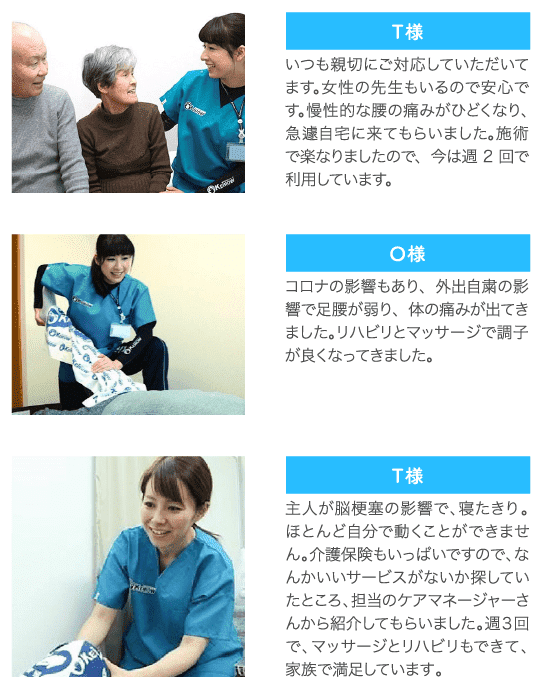 T様
いつも親切にご対応していただいて
ます。女性の先生もいるので安心で
す。慢性的な腰の痛みがひどくなり、
急遽自宅に来てもらいました。施術
で楽なりましたので、今は週 2 回で
利用しています。
O様
コロナの影響もあり、外出自粛の影
響で足腰が弱り、体の痛みが出てき
ました。リハビリとマッサージで調子
が良くなってきました。
T様
主人が脳梗塞の影響で、寝たきり。
ほとんど自分で動くことができませ
ん。介護保険もいっぱいですので、な
んかいいサービスがないか探してい
たところ、担当のケアマネージャーさ
んから紹介してもらいました。週3回
で、マッサージとリハビリもできて、
家族で満足しています。